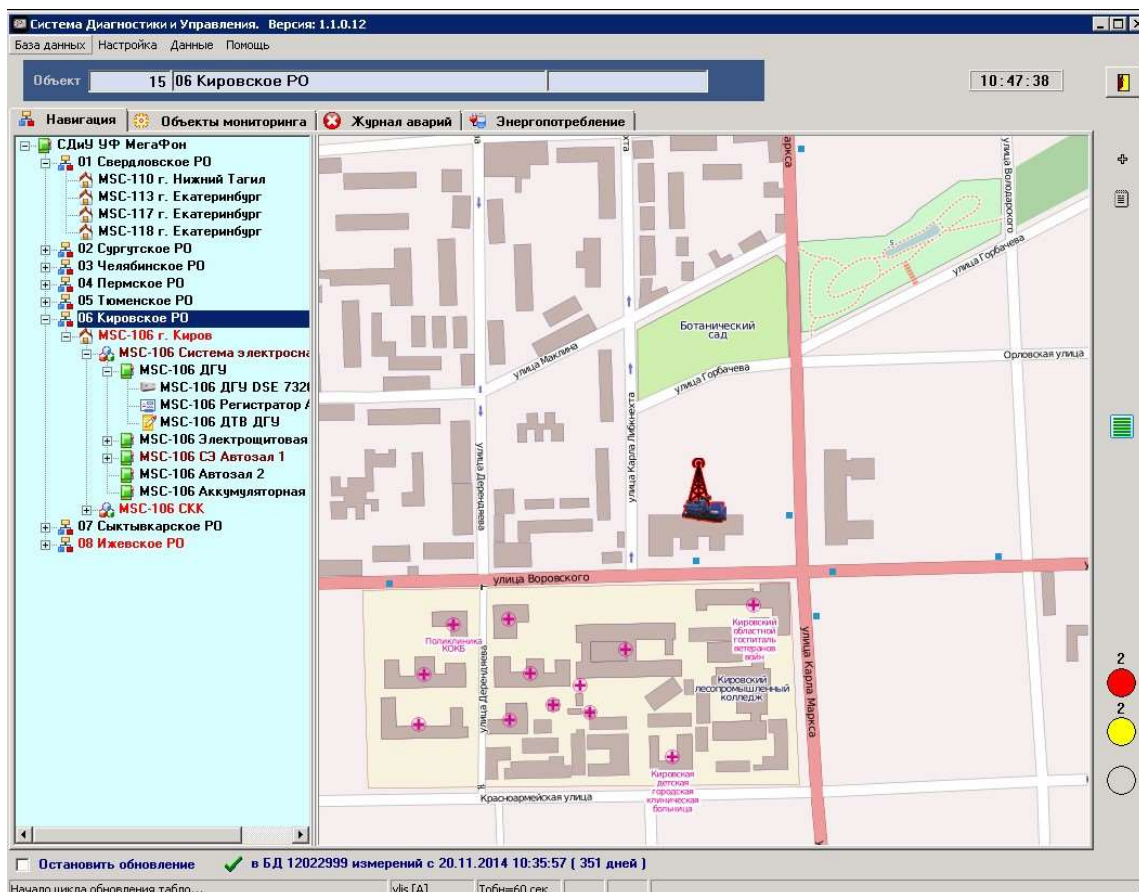 Система Диагностики и Управления. Версия: 1.1.0.12
База данных Настройка Данные Помощь
Объект 15 06 Кировское РО
10:47:38
Навигация Объекты мониторинга Журнал аварий Энергопотребление
СДиУ УФ МегаФон
01 Свердловское РО
MSC-110 г. Нижний Тагил
MSC-113 г. Екатеринбург
MSC-117 г. Екатеринбург
MSC-118 г. Екатеринбург
02 Сургутское РО
03 Челябинское РО
04 Пермское РО
05 Тюменское РО
06 Кировское РО
MSC-106 г. Киров
MSC-106 Система электросна
MSC-106 ДГУ
MSC-106 ДГУ DSE 732
MSC-106 Регистратор
MSC-106 ДТВ ДГУ
MSC-106 Электрощитовая
MSC-106 СЭ Автозал 1
MSC-106 Автозал 2
MSC-106 Аккумуляторная
MSC-106 СКК
07 Сыктывкарское РО
08 Ижевское РО
улица Володарского
улица Горбачева
Ботанический
сад
улица Маклина
улица Горбачева
Орловская улица
улица Карла Либкнехта
улица Дерендяева
улица Воровского
Поликлиника
КОКБ
Кировский
областной
госпиталь
ветеранов
войн
Кировский
лесопромышленный
колледж
улица Дерендяева
улица Карла Маркса
Кировская
детская
городская
клиническая
больница
Красноармейская улица
2
2
Остановить обновление
в БД 12022999 измерений с 20.11.2014 10:35:57 ( 351 дней )
Начало цикла обновления табло... vlis [A] Тобн=60 сек